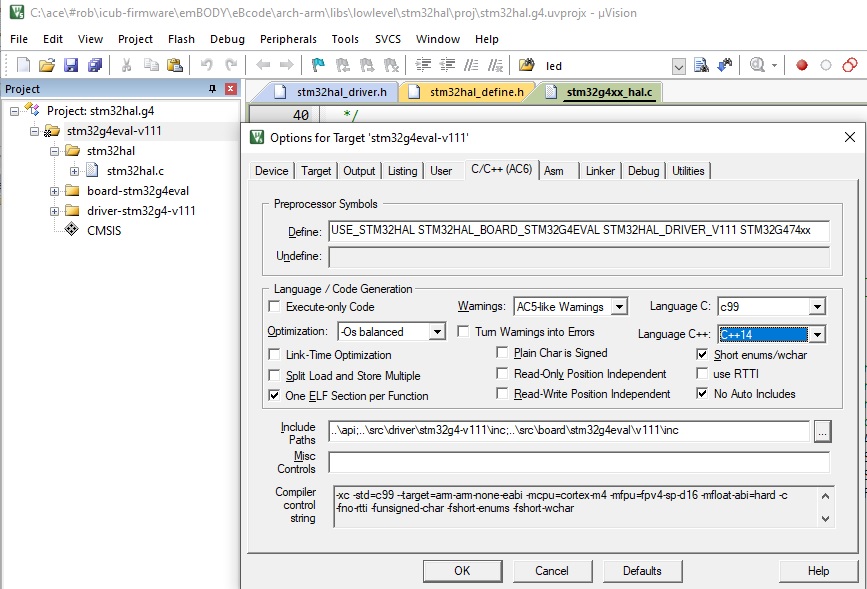 C:\ace\#rob\icub-firmware\emBODY\eBcode\arch-arm\libs\lowlevel\stm32hal\proj\stm32hal.g4.uvprojx - µVision
File Edit View Project Flash Debug Peripherals Tools SVCS Window Help
led
Project
stm32hal_driver.h stm32hal_define.h stm32g4xx_hal.c
Project: stm32hal.g4
40 */
stm32g4eval-v111
stm32hal
stm32hal.c
board-stm32g4eval
driver-stm32g4-v111
CMSIS
Options for Target 'stm32g4eval-v111'
Device Target Output Listing User C/C++ (AC6) Asm Linker Debug Utilities
Preprocessor Symbols
Define: USE_STM32HAL STM32HAL_BOARD_STM32G4EVAL STM32HAL_DRIVER_V111 STM32G474xx
Undefine:
Language / Code Generation
Execute-only Code Warnings: AC5-like Warnings Language C: c99
Optimization: -Os balanced Turn Warnings into Errors Language C++: C++14
Link-Time Optimization Plain Char is Signed Short enums/wchar
Split Load and Store Multiple Read-Only Position Independent use RTTI
One ELF Section per Function Read-Write Position Independent No Auto Includes
Include Paths ..\api;..\src\driver\stm32g4-v111\inc;..\src\board\stm32g4eval\v111\inc ...
Misc Controls
Compiler control string -xc -std=c99 --target=arm-arm-none-eabi -mcpu=cortex-m4 -mfpu=fpv4-sp-d16 -mfloat-abi=hard -c
-fno-rtti -funsigned-char -fshort-enums -fshort-wchar
OK Cancel Defaults Help